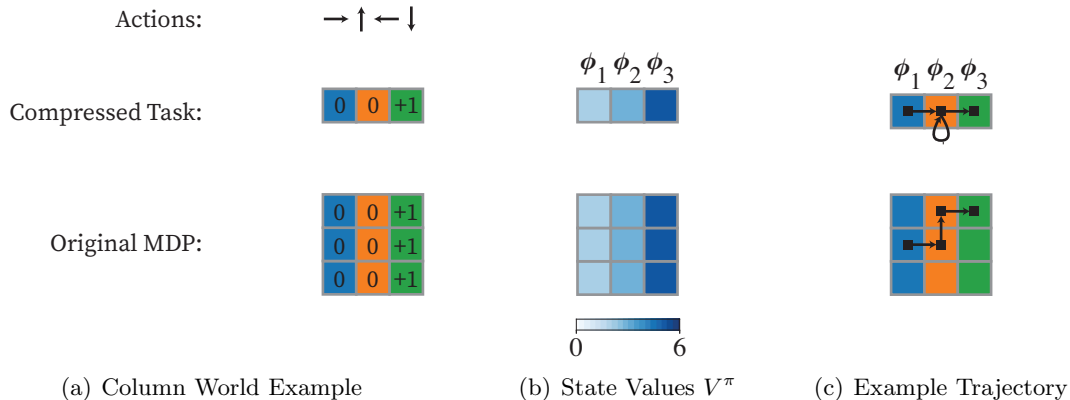 Actions:
ϕ1 ϕ2 ϕ3
ϕ1 ϕ2 ϕ3
Compressed Task:
0 0 +1
Original MDP:
0 0 +1
0 0 +1
0 0 +1
0 6
(a) Column World Example
(b) State Values V^π
(c) Example Trajectory